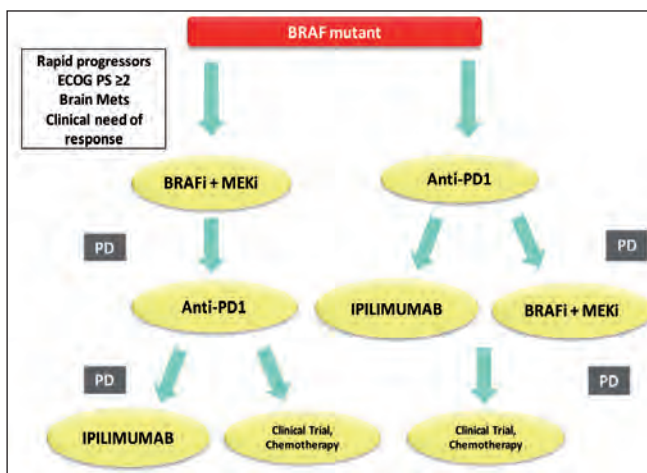 BRAF mutant
Rapid progressors
ECOG PS ≥2
Brain Mets
Clinical need of
response
BRAFi + MEKi
Anti-PD1
PD
PD
Anti-PD1
IPILIMUMAB
BRAFi + MEKi
PD
PD
IPILIMUMAB
Clinical Trial,
Chemotherapy
Clinical Trial,
Chemotherapy